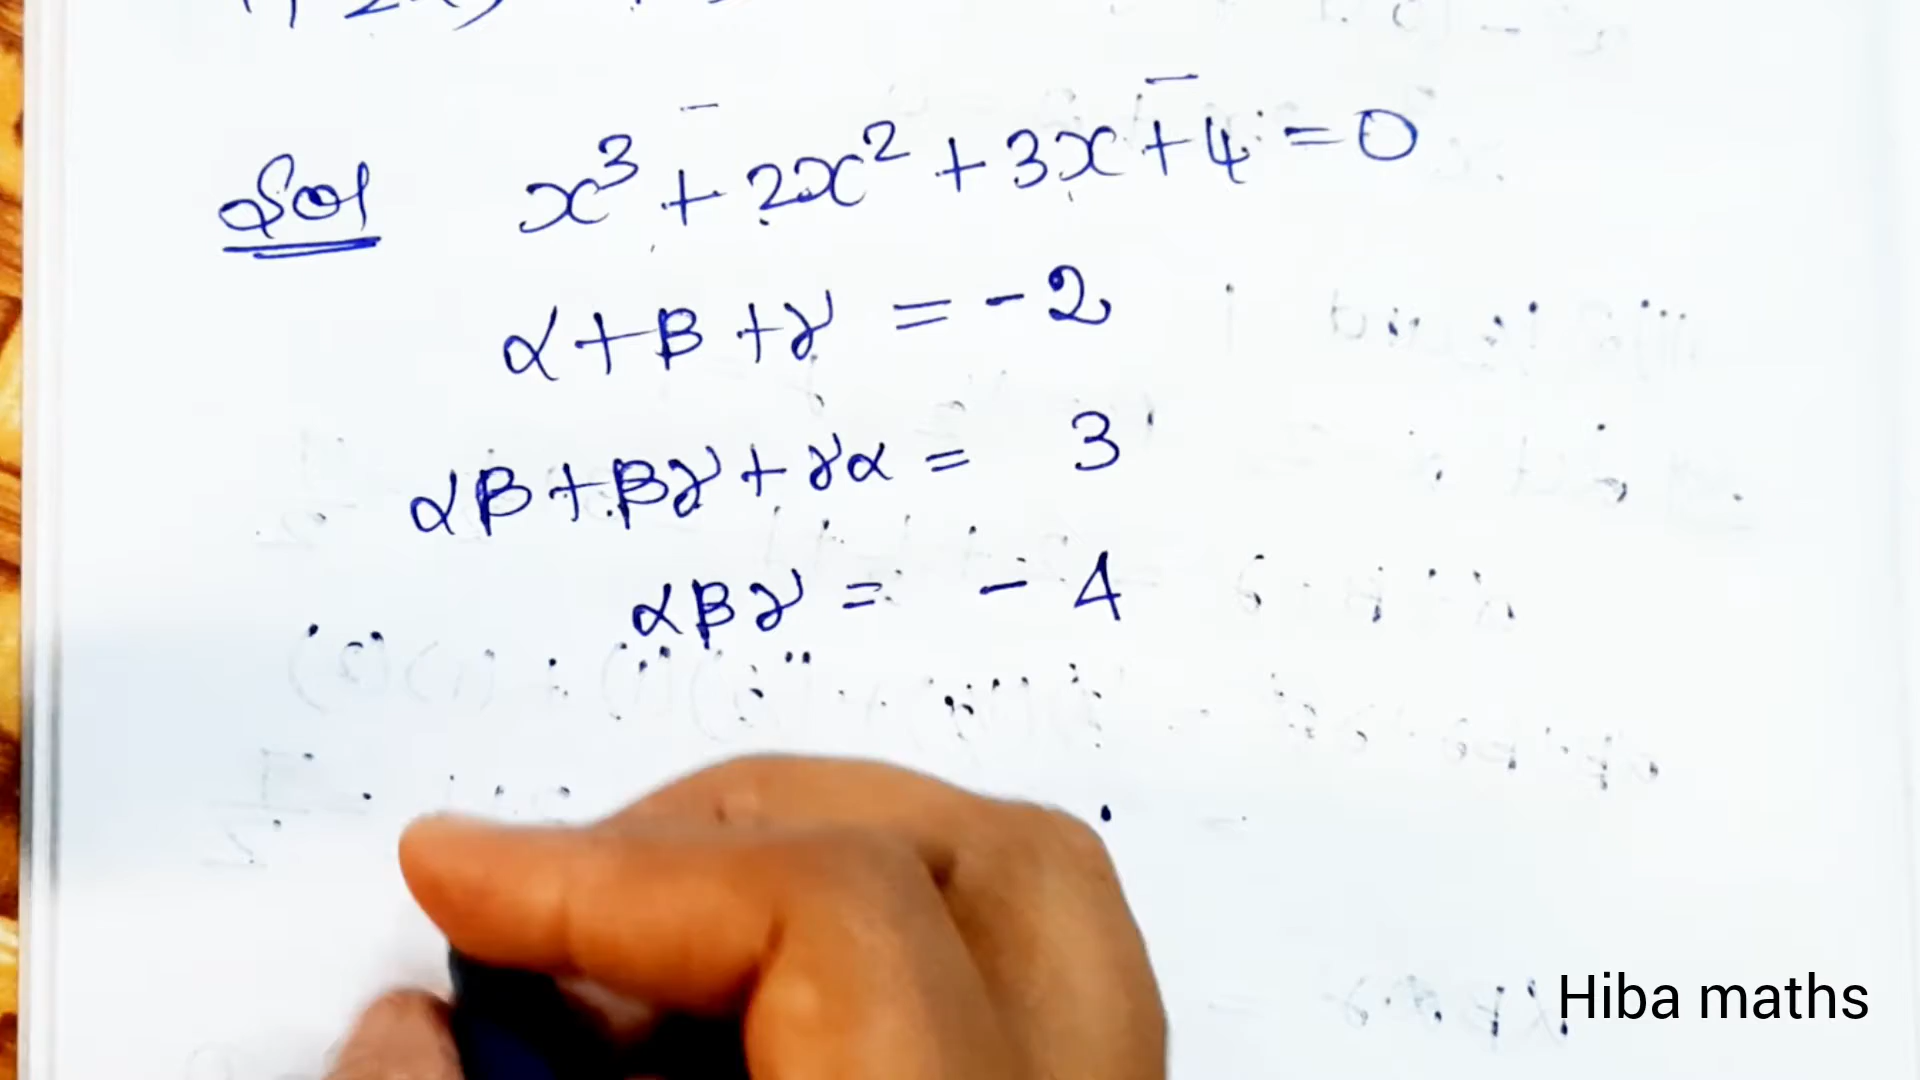 Sol x³ + 2x² + 3x + 4 = 0
α + β + γ = -2
αβ + βγ + γα = 3
αβγ = - 4
Hiba maths